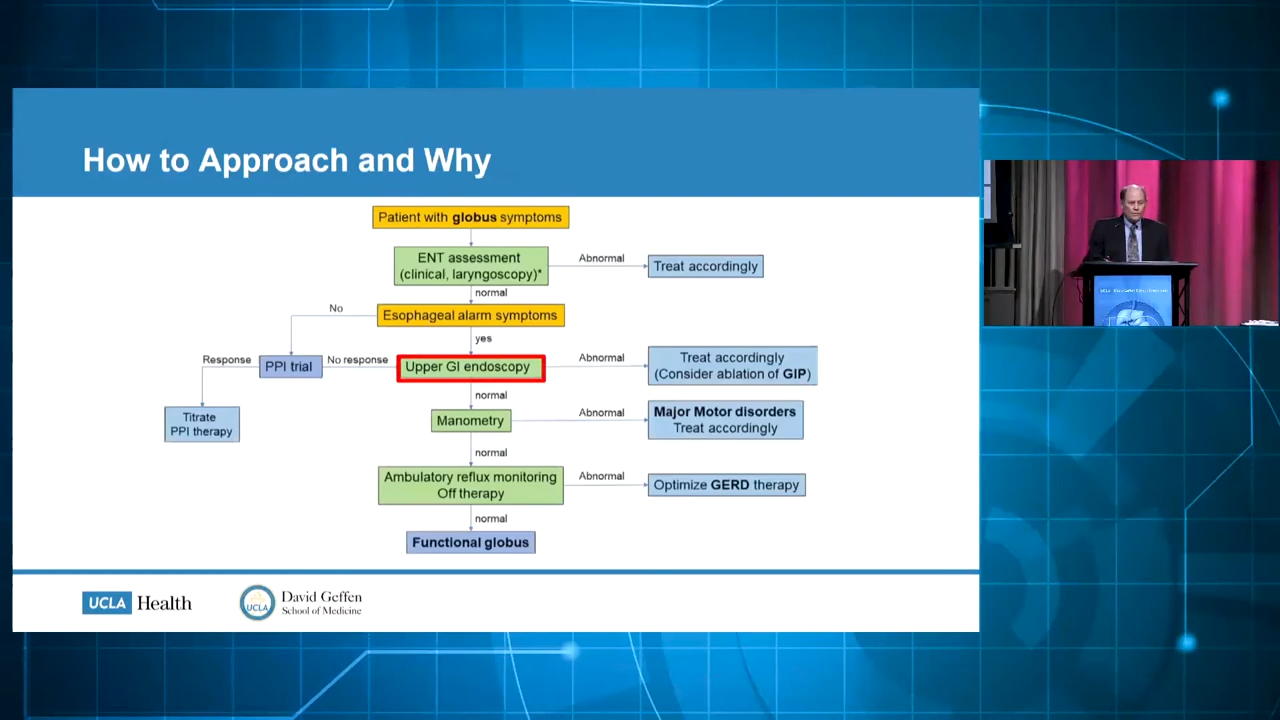 How to Approach and Why
Patient with globus symptoms
ENT assessment
(clinical, laryngoscopy)*
Abnormal
Treat accordingly
normal
No
Esophageal alarm symptoms
yes
Response
PPI trial
No response
Upper GI endoscopy
Abnormal
Treat accordingly
(Consider ablation of GIP)
normal
Titrate
PPI therapy
Manometry
Abnormal
Major Motor disorders
Treat accordingly
normal
Ambulatory reflux monitoring
Off therapy
Abnormal
Optimize GERD therapy
normal
Functional globus
UCLA Health
UCLA
David Geffen
School of Medicine